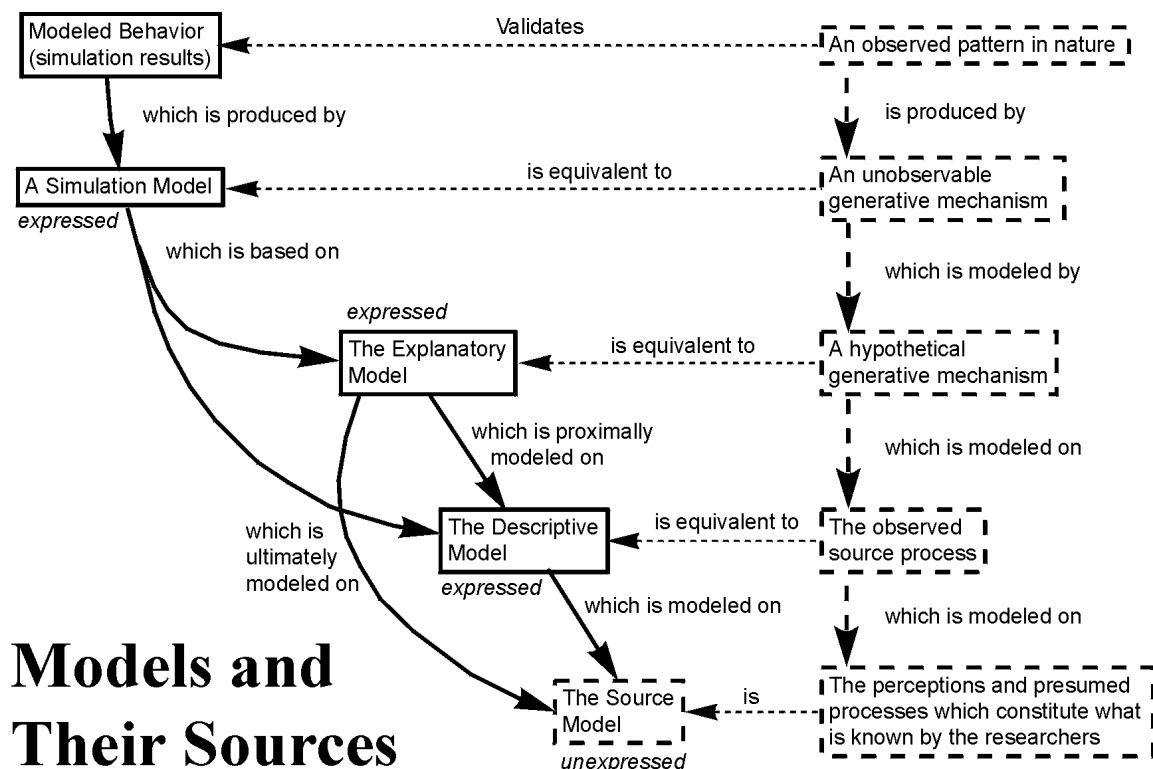 Modeled Behavior
(simulation results)
Validates
An observed pattern in nature
which is produced by
is produced by
A Simulation Model
expressed
is equivalent to
An unobservable
generative mechanism
which is based on
which is modeled by
expressed
The Explanatory
Model
is equivalent to
A hypothetical
generative mechanism
which is proximally
modeled on
which is modeled on
which is
ultimately
modeled on
The Descriptive
Model
expressed
is equivalent to
The observed
source process
which is modeled on
which is modeled on
The Source
Model
unexpressed
is
The perceptions and presumed
processes which constitute what
is known by the researchers
Models and
Their Sources